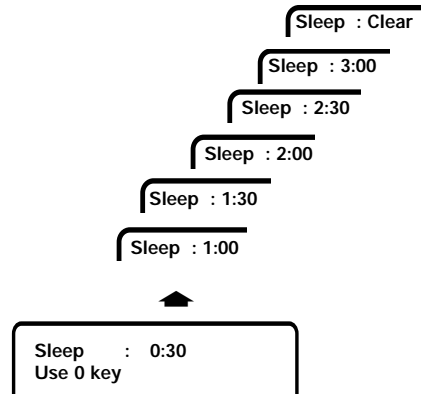 Sleep : Clear
Sleep : 3:00
Sleep : 2:30
Sleep : 2:00
Sleep : 1:30
Sleep : 1:00
Sleep : 0:30
Use 0 key